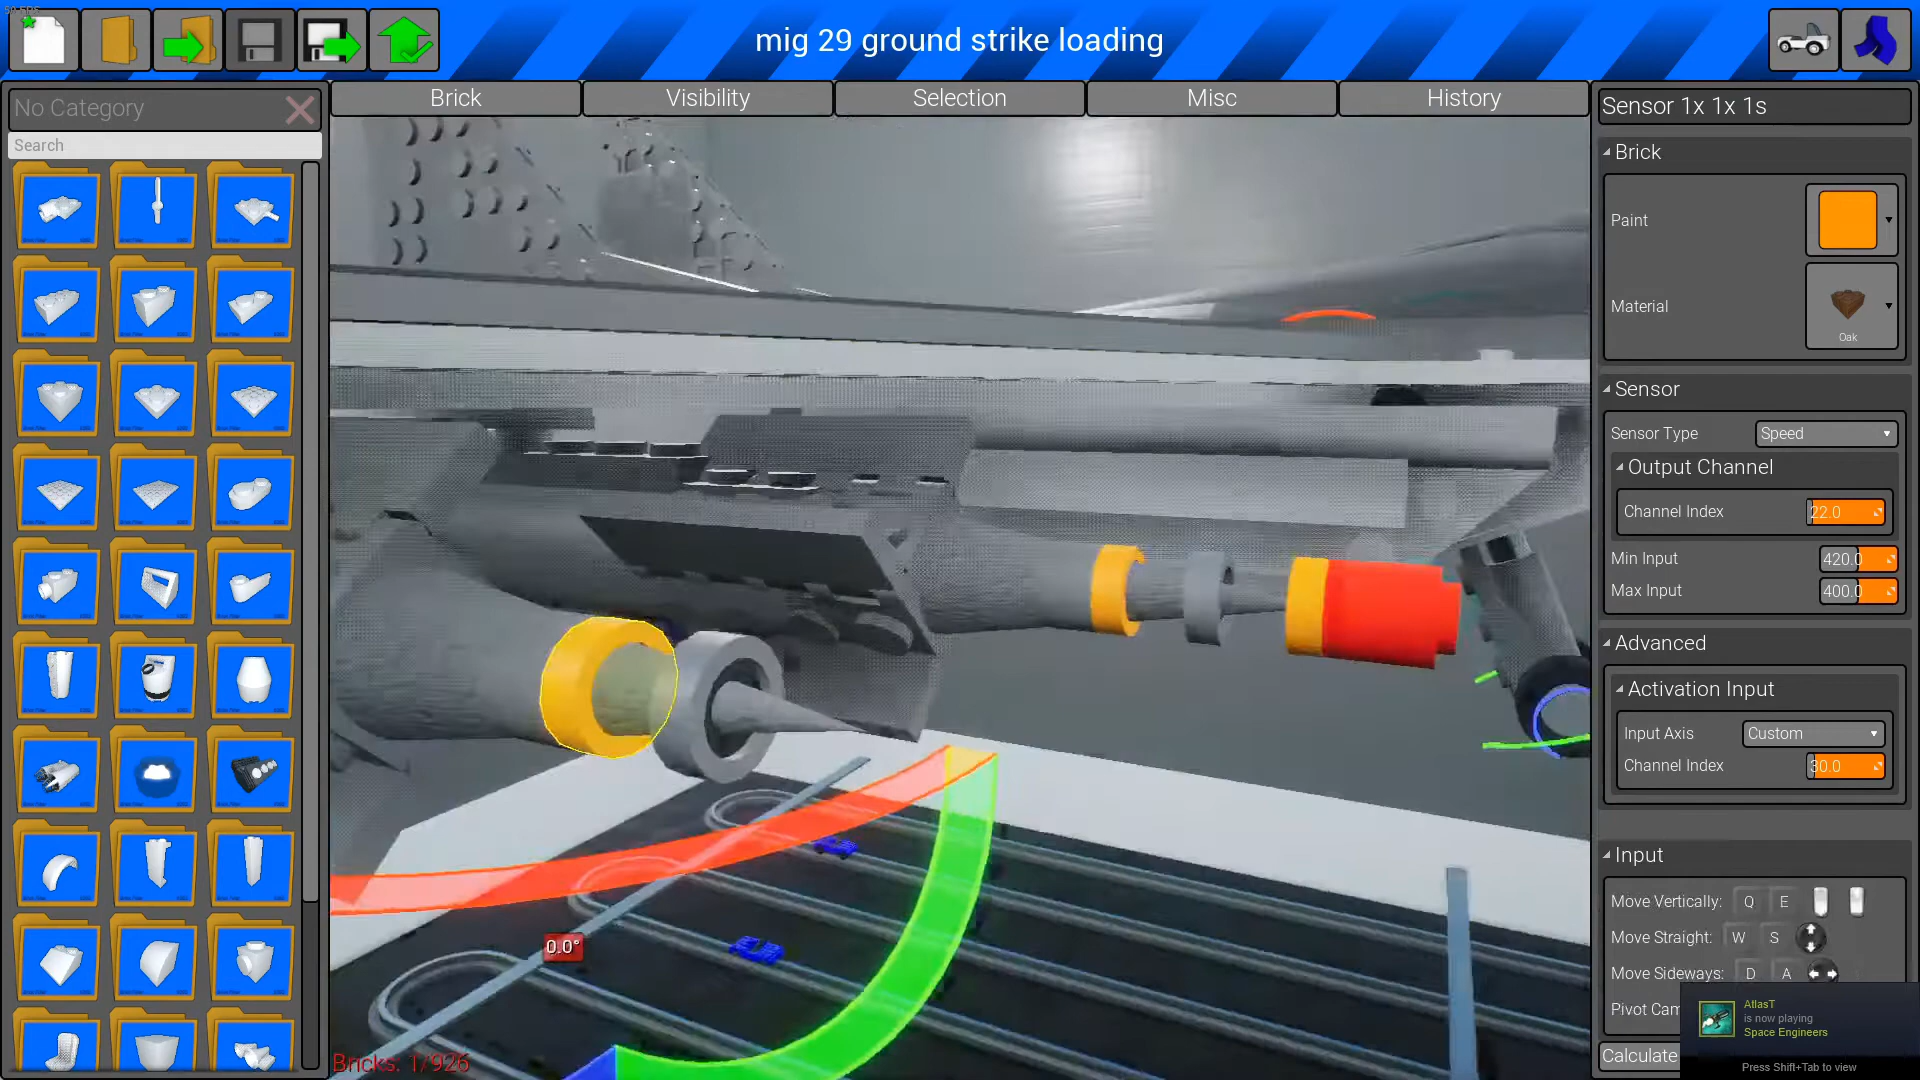 mig 29 ground strike loading
No Category
Search
Brick
Visibility
Selection
Misc
History
0.0°
Bricks: 1/926
Sensor 1x 1x 1s
Brick
Paint
Material
Oak
Sensor
Sensor Type
Speed
Output Channel
Channel Index
22.0
Min Input
420.0
Max Input
400.0
Advanced
Activation Input
Input Axis
Custom
Channel Index
30.0
Input
Move Vertically:
Q
E
Move Straight:
W
S
Move Sideways:
D
A
Pivot Cam
Calculate
AtlasT
is now playing
Space Engineers
Press Shift+Tab to view